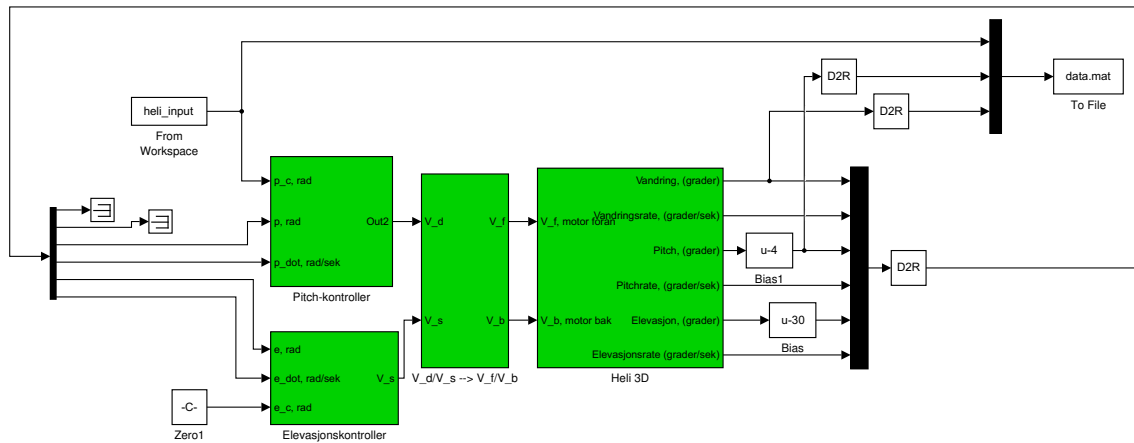 D2R
data.mat
To File
heli_input
From
Workspace
D2R
p_c, rad
p, rad
p_dot, rad/sek
Out2
Pitch-kontroller
V_d
V_s
V_f
V_b
V_d/V_s --> V_f/V_b
V_f, motor foran
V_b, motor bak
Vandring, (grader)
Vandringsrate, (grader/sek)
Pitch, (grader)
Pitchrate, (grader/sek)
Elevasjon, (grader)
Elevasjonsrate (grader/sek)
Heli 3D
u-4
Bias1
u-30
Bias
D2R
e, rad
e_dot, rad/sek
e_c, rad
V_s
Elevasjonskontroller
-C-
Zero1